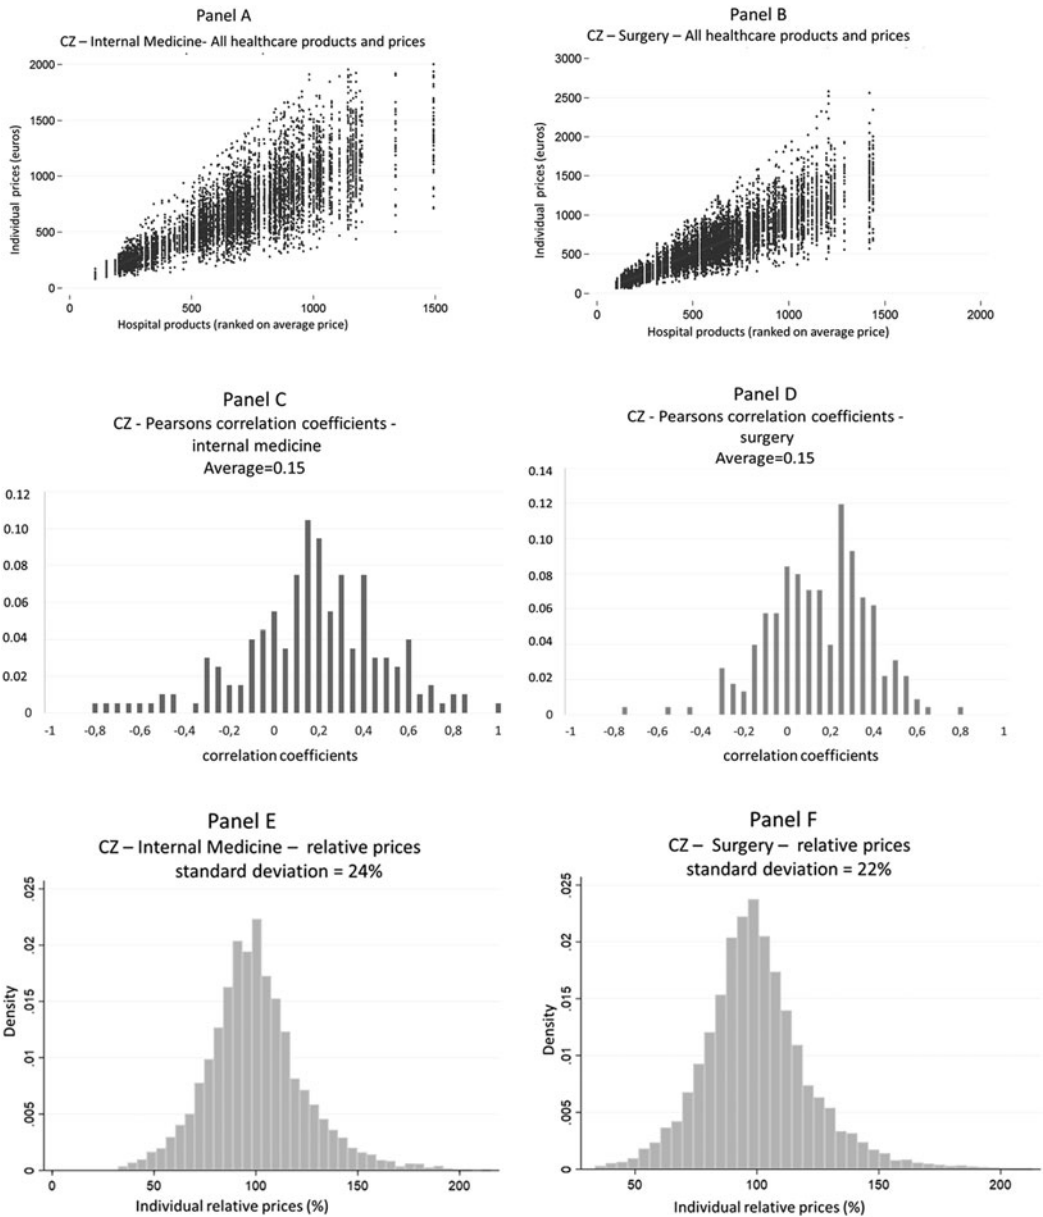 Panel A
CZ – Internal Medicine- All healthcare products and prices
2000
1500
1000
500
0
Individual prices (euros)
0 500 1000 1500
Hospital products (ranked on average price)
Panel B
CZ – Surgery – All healthcare products and prices
3000
2500
2000
1500
1000
500
0
Individual prices (euros)
0 500 1000 1500 2000
Hospital products (ranked on average price)
Panel C
CZ - Pearsons correlation coefficients -
internal medicine
Average=0.15
0.12
0.10
0.08
0.06
0.04
0.02
0
-1 -0,8 -0,6 -0,4 -0,2 0 0,2 0,4 0,6 0,8 1
correlation coefficients
Panel D
CZ - Pearsons correlation coefficients -
surgery
Average=0.15
0.14
0.12
0.10
0.08
0.06
0.04
0.02
0
-1 -0,8 -0,6 -0,4 -0,2 0 0,2 0,4 0,6 0,8 1
correlation coefficients
Panel E
CZ – Internal Medicine – relative prices
standard deviation = 24%
.025
.02
.015
.01
.005
0
Density
0 50 100 150 200
Individual relative prices (%)
Panel F
CZ – Surgery – relative prices
standard deviation = 22%
.025
.02
.015
.01
.005
0
Density
50 100 150 200
Individual relative prices (%)